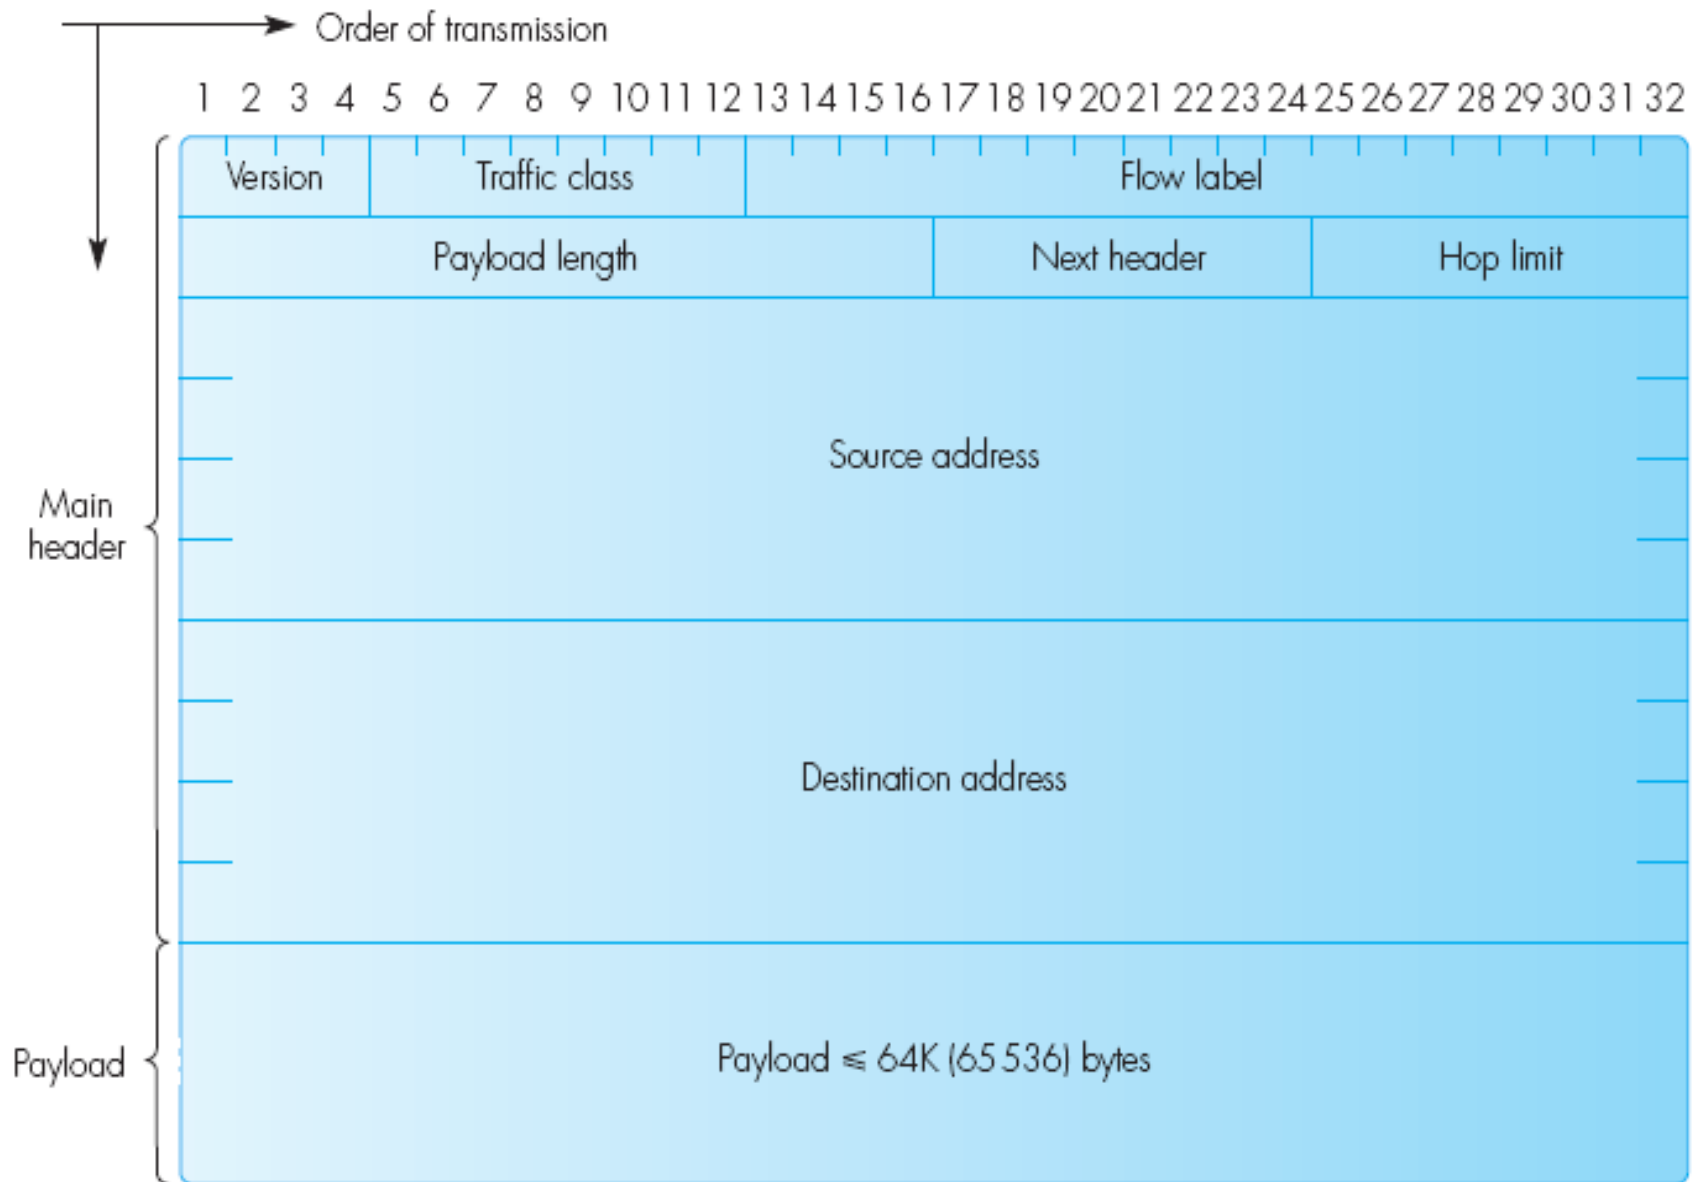 Order of transmission
1 2 3 4 5 6 7 8 9 10 11 12 13 14 15 16 17 18 19 20 21 22 23 24 25 26 27 28 29 30 31 32
Version Traffic class Flow label
Payload length Next header Hop limit
Source address
Main
header
Destination address
Payload
Payload ⩽ 64K (65 536) bytes